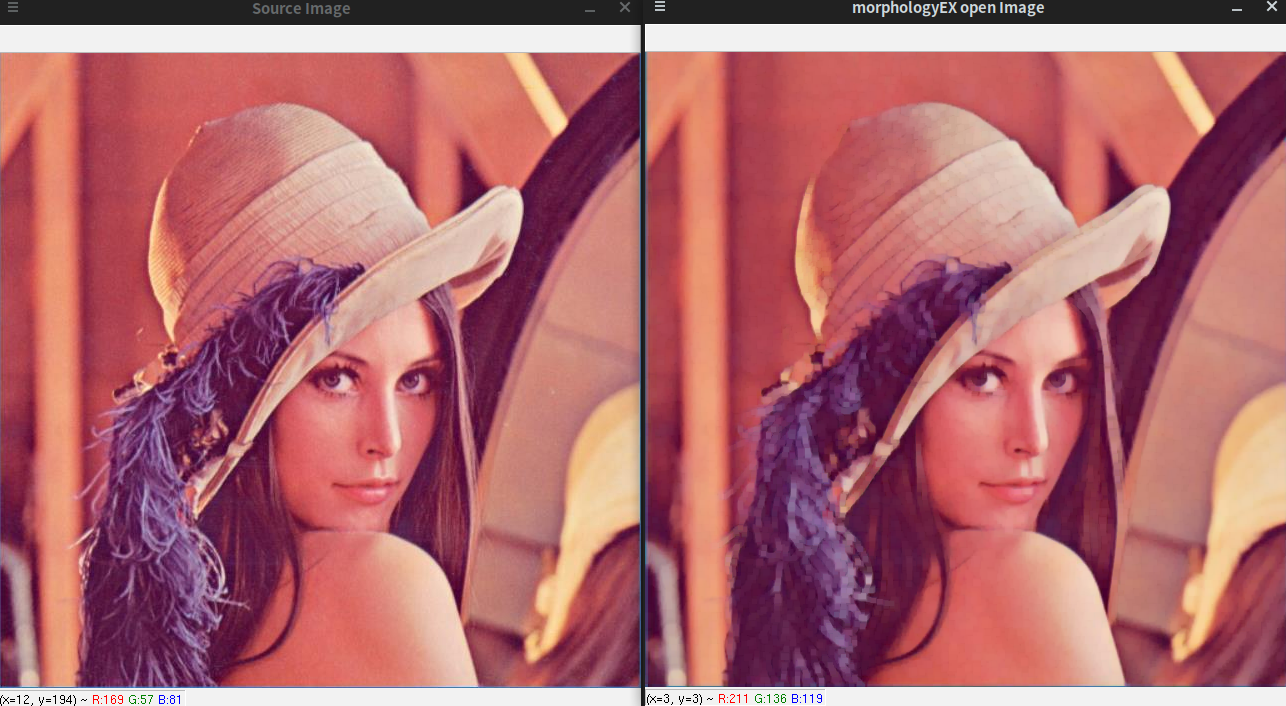 Source Image
morphologyEX open Image
(x=12, y=194) ~ R:169 G:57 B:81
(x=3, y=3) ~ R:211 G:136 B:119